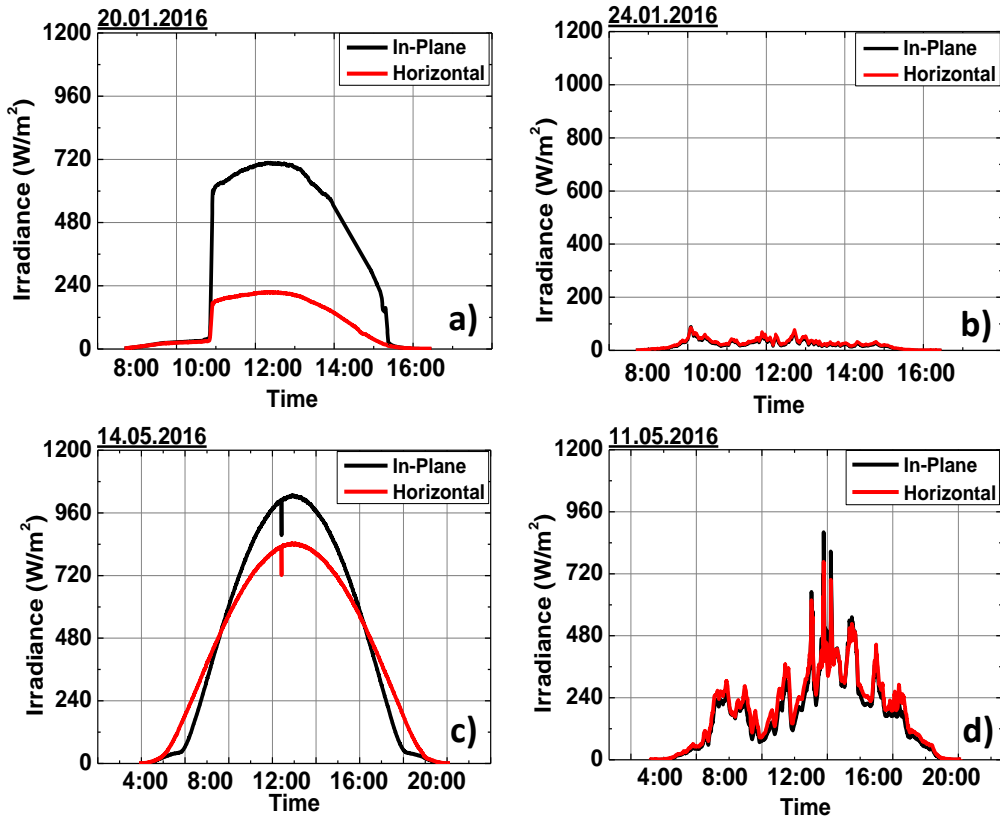 20.01.2016
1200
960
720
480
240
0
Irradiance (W/m²)
In-Plane
Horizontal
a)
8:00 10:00 12:00 14:00 16:00
Time
24.01.2016
1200
1000
800
600
400
200
0
Irradiance (W/m²)
In-Plane
Horizontal
b)
8:00 10:00 12:00 14:00 16:00
Time
14.05.2016
1200
960
720
480
240
0
Irradiance (W/m²)
In-Plane
Horizontal
c)
4:00 8:00 12:00 16:00 20:00
Time
11.05.2016
1200
960
720
480
240
0
Irradiance (W/m²)
In-Plane
Horizontal
d)
4:00 8:00 12:00 16:00 20:00
Time